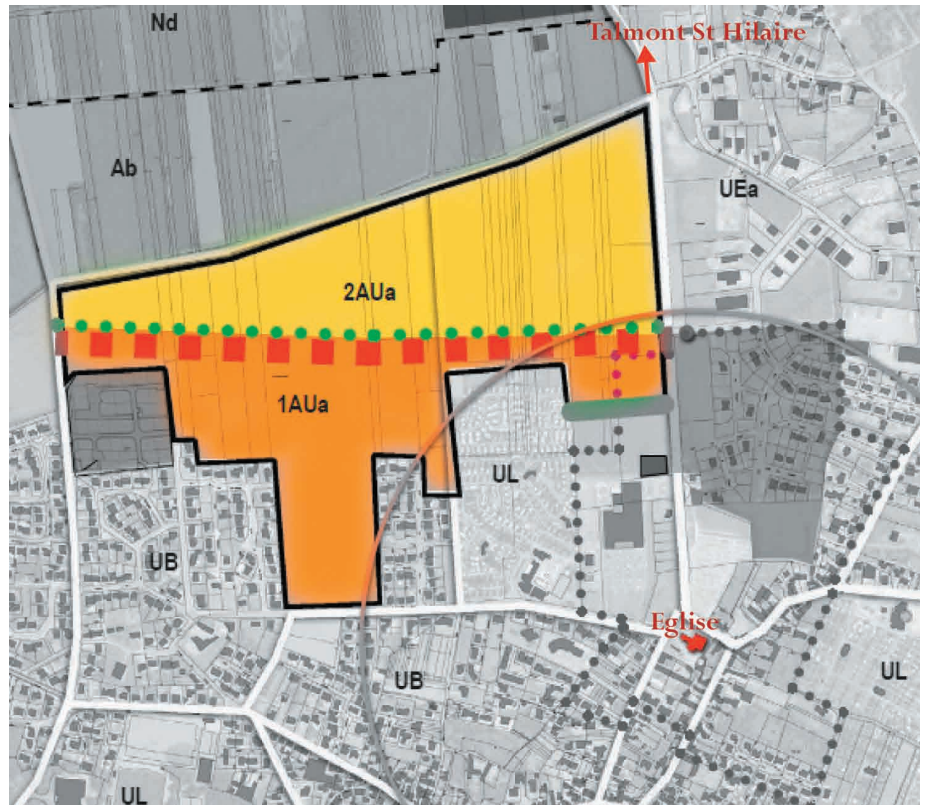 Nd
Talmont St Hilaire
Ab
UEa
2AUa
1AUa
UL
UB
Eglise
UB
UL
UL